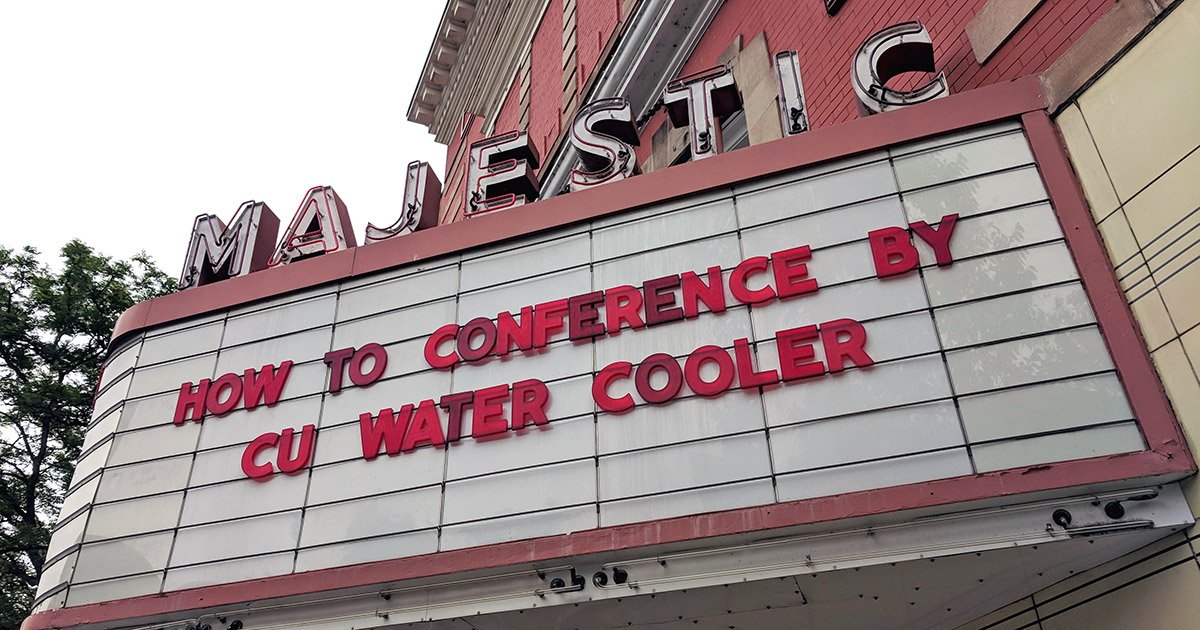 MAJESTIC
HOW TO CONFERENCE BY
CU WATER COOLER